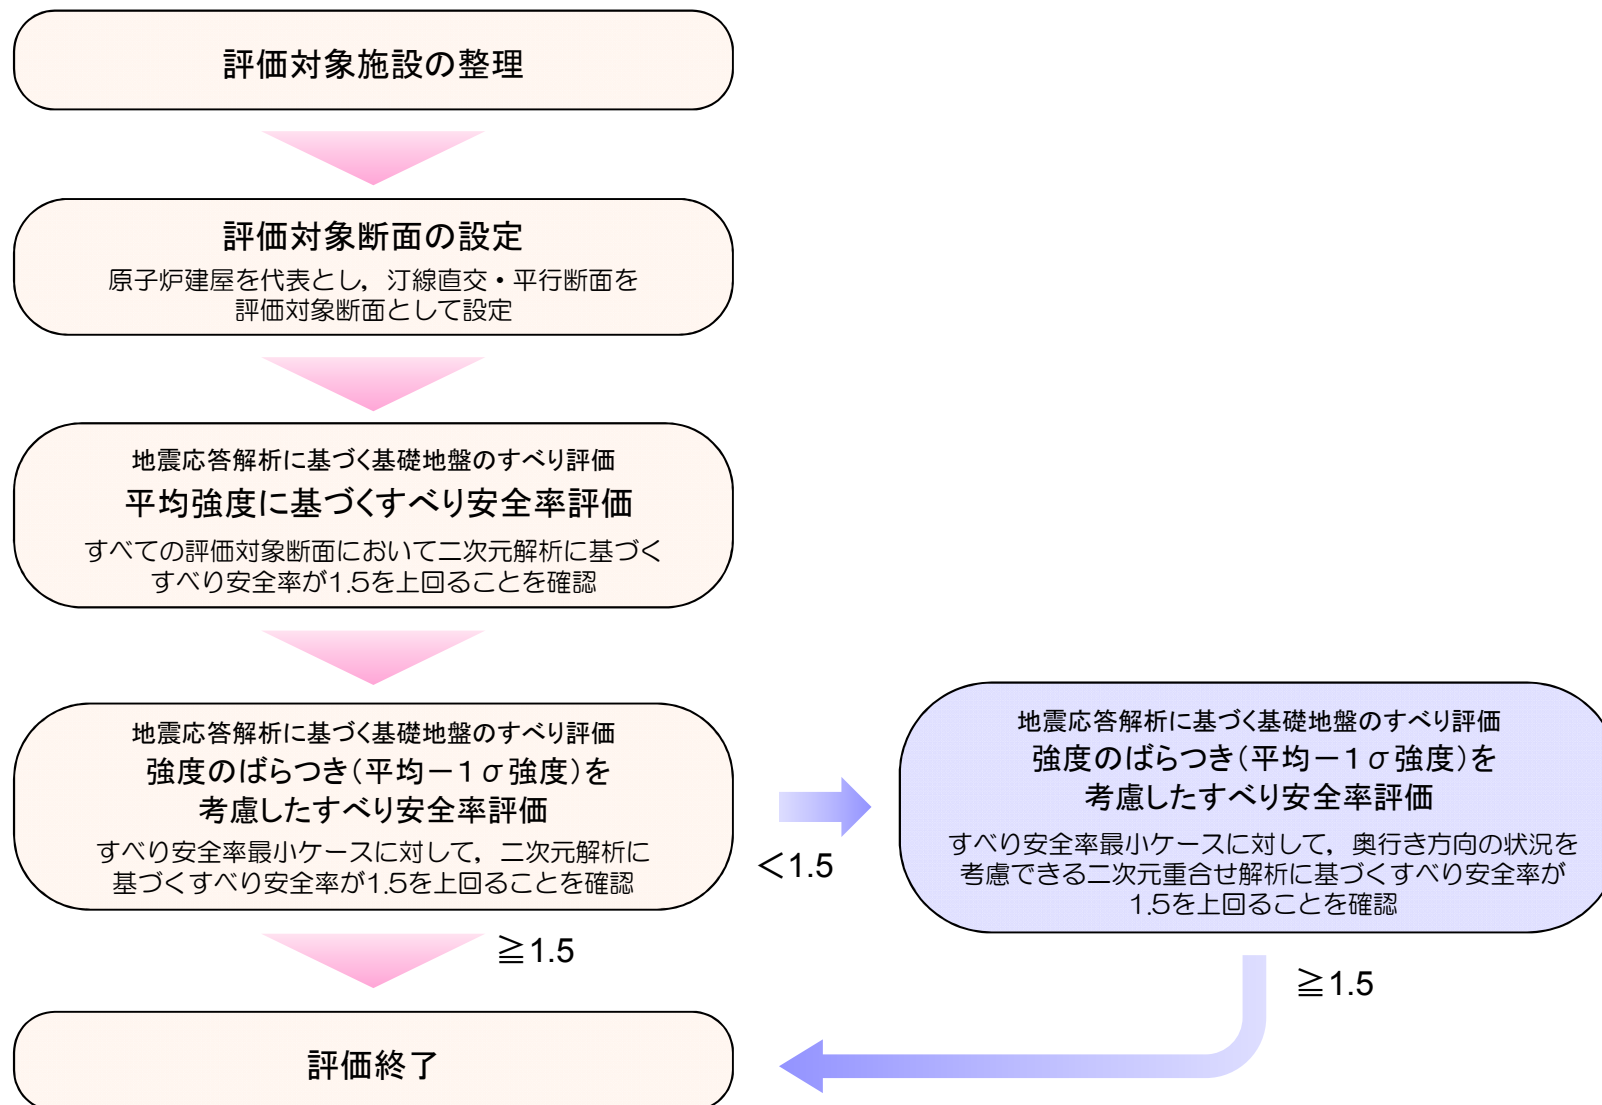 評価対象施設の整理
評価対象断面の設定
原子炉建屋を代表とし，汀線直交・平行断面を
評価対象断面として設定
地震応答解析に基づく基礎地盤のすべり評価
平均強度に基づくすべり安全率評価
すべての評価対象断面において二次元解析に基づく
すべり安全率が1.5を上回ることを確認
地震応答解析に基づく基礎地盤のすべり評価
強度のばらつき（平均－１σ強度）を
考慮したすべり安全率評価
すべり安全率最小ケースに対して，二次元解析に
基づくすべり安全率が1.5を上回ることを確認
＜1.5
地震応答解析に基づく基礎地盤のすべり評価
強度のばらつき（平均－１σ強度）を
考慮したすべり安全率評価
すべり安全率最小ケースに対して，奥行き方向の状況を
考慮できる二次元重合せ解析に基づくすべり安全率が
1.5を上回ることを確認
≧1.5
≧1.5
評価終了